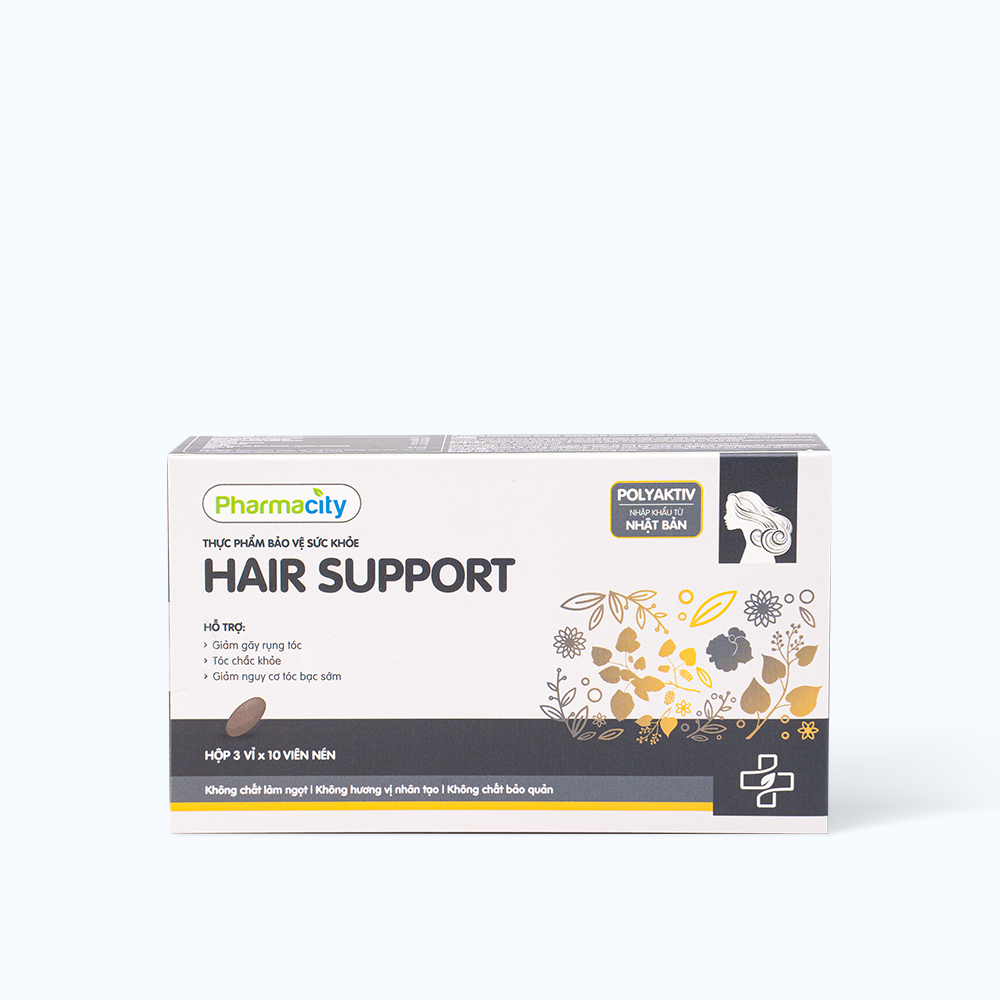 Pharmacity
THỰC PHẨM BẢO VỆ SỨC KHỎE
HAIR SUPPORT
POLYAKTIV
NHẬP KHẨU TỪ
NHẬT BẢN
HỖ TRỢ:
› Giảm gãy rụng tóc
› Tóc chắc khỏe
› Giảm nguy cơ tóc bạc sớm
HỘP 3 VỈ x 10 VIÊN NÉN
Không chất làm ngọt | Không hương vị nhân tạo | Không chất bảo quản